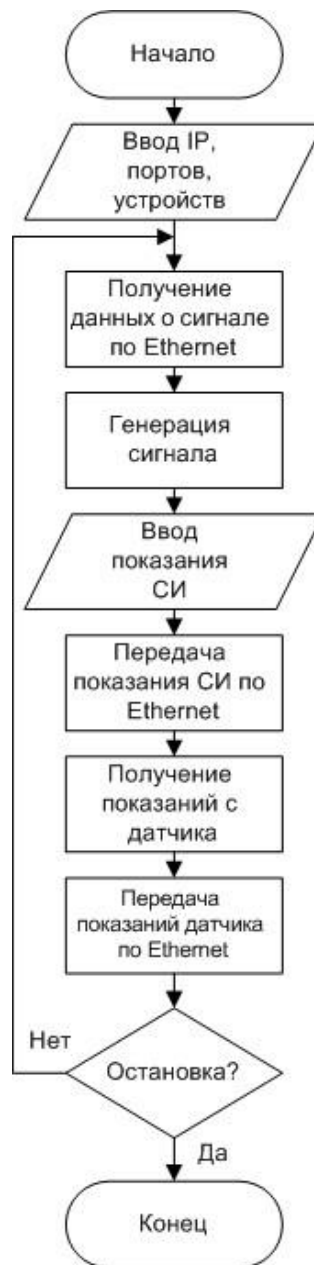 Начало
Ввод IP,
портов,
устройств
Получение
данных о сигнале
по Ethernet
Генерация
сигнала
Ввод
показания
СИ
Передача
показания СИ по
Ethernet
Получение
показаний с
датчика
Передача
показаний датчика
по Ethernet
Нет
Остановка?
Да
Конец